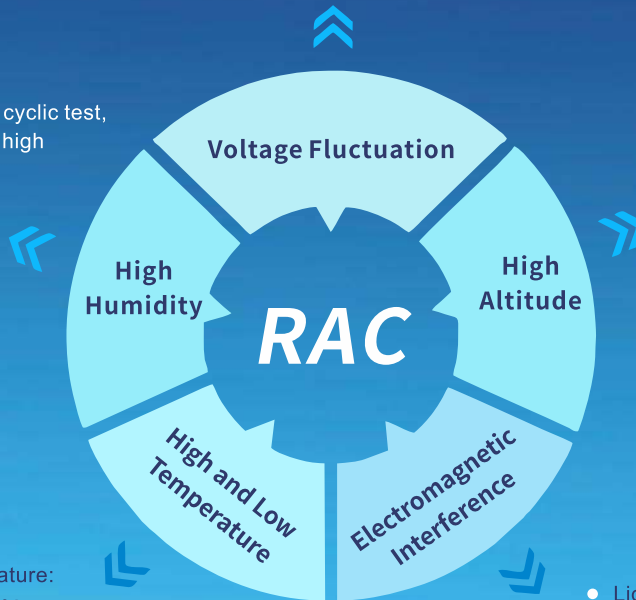 cyclic test,
high
Voltage Fluctuation
High
Humidity
High
Altitude
RAC
High and Low
Temperature
Electromagnetic
Interference
ature: